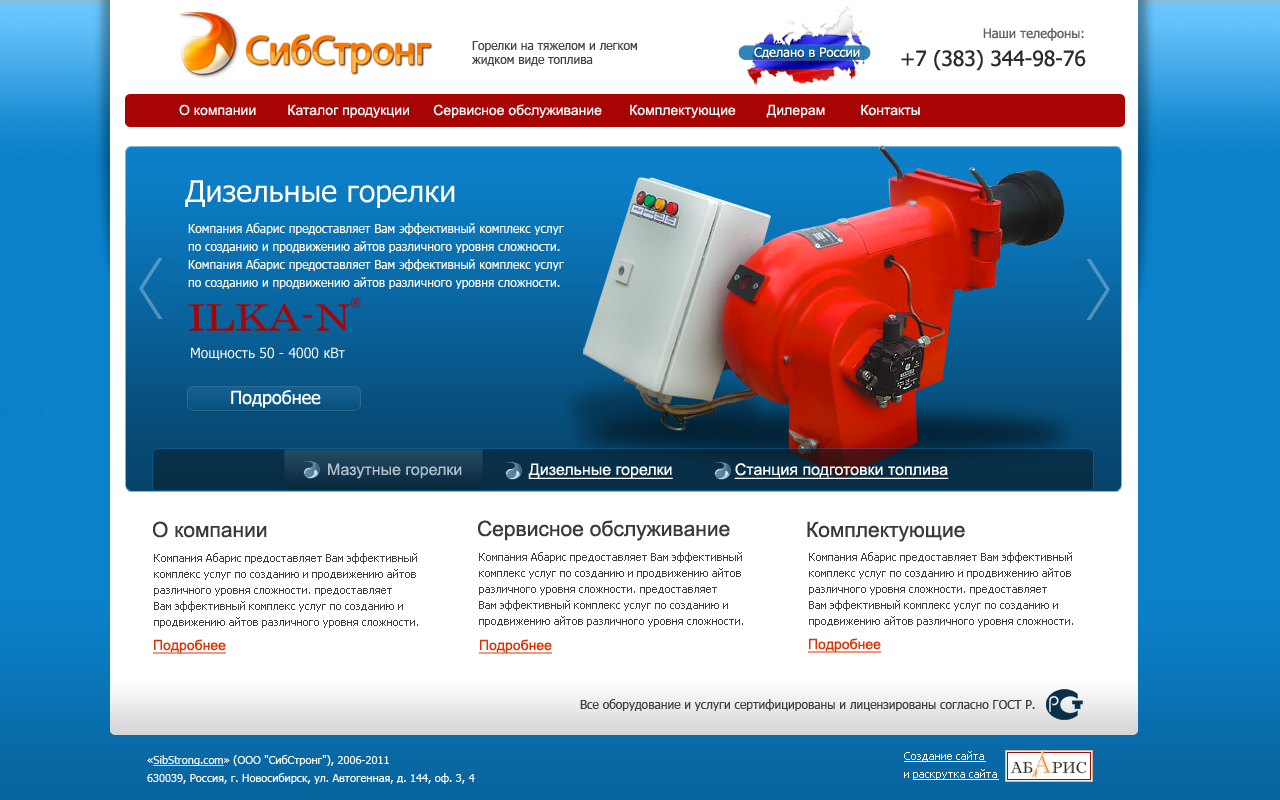 СибСтронг
Горелки на тяжелом и легком
жидком виде топлива
Сделано в России
Наши телефоны:
+7 (383) 344-98-76
О компании Каталог продукции Сервисное обслуживание Комплектующие Дилерам Контакты
Дизельные горелки
Компания Абарис предоставляет Вам эффективный комплекс услуг
по созданию и продвижению айтов различного уровня сложности.
Компания Абарис предоставляет Вам эффективный комплекс услуг
по созданию и продвижению айтов различного уровня сложности.
ILKA-N®
Мощность 50 - 4000 кВт
Подробнее
Мазутные горелки Дизельные горелки Станция подготовки топлива
О компании
Компания Абарис предоставляет Вам эффективный
комплекс услуг по созданию и продвижению айтов
различного уровня сложности. предоставляет
Вам эффективный комплекс услуг по созданию и
продвижению айтов различного уровня сложности.
Подробнее
Сервисное обслуживание
Компания Абарис предоставляет Вам эффективный
комплекс услуг по созданию и продвижению айтов
различного уровня сложности. предоставляет
Вам эффективный комплекс услуг по созданию и
продвижению айтов различного уровня сложности.
Подробнее
Комплектующие
Компания Абарис предоставляет Вам эффективный
комплекс услуг по созданию и продвижению айтов
различного уровня сложности. предоставляет
Вам эффективный комплекс услуг по созданию и
продвижению айтов различного уровня сложности.
Подробнее
Все оборудование и услуги сертифицированы и лицензированы согласно ГОСТ Р.
РСТ
«SibStrong.com» (ООО "СибСтронг"), 2006-2011
630039, Россия, г. Новосибирск, ул. Автогенная, д. 144, оф. 3, 4
Создание сайта
и раскрутка сайта
АБАРИС